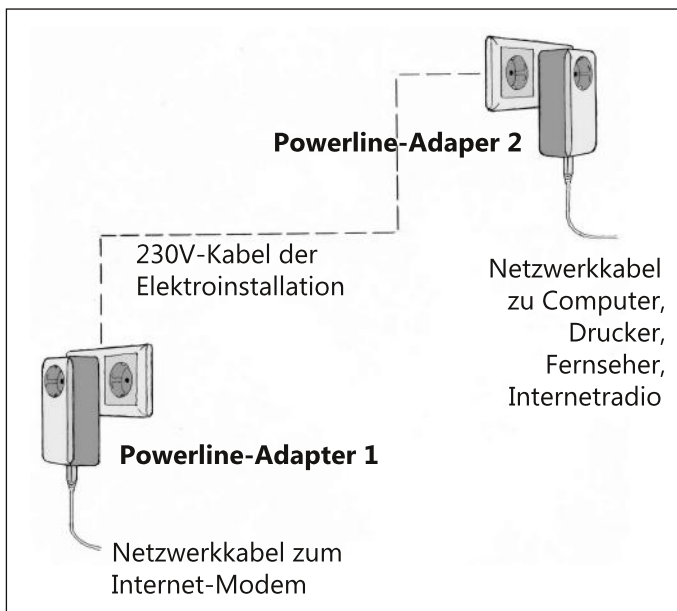 Powerline-Adaper 2
230V-Kabel der
Elektroinstallation
Netzwerkkabel
zu Computer,
Drucker,
Fernseher,
Internetradio
Powerline-Adapter 1
Netzwerkkabel zum
Internet-Modem